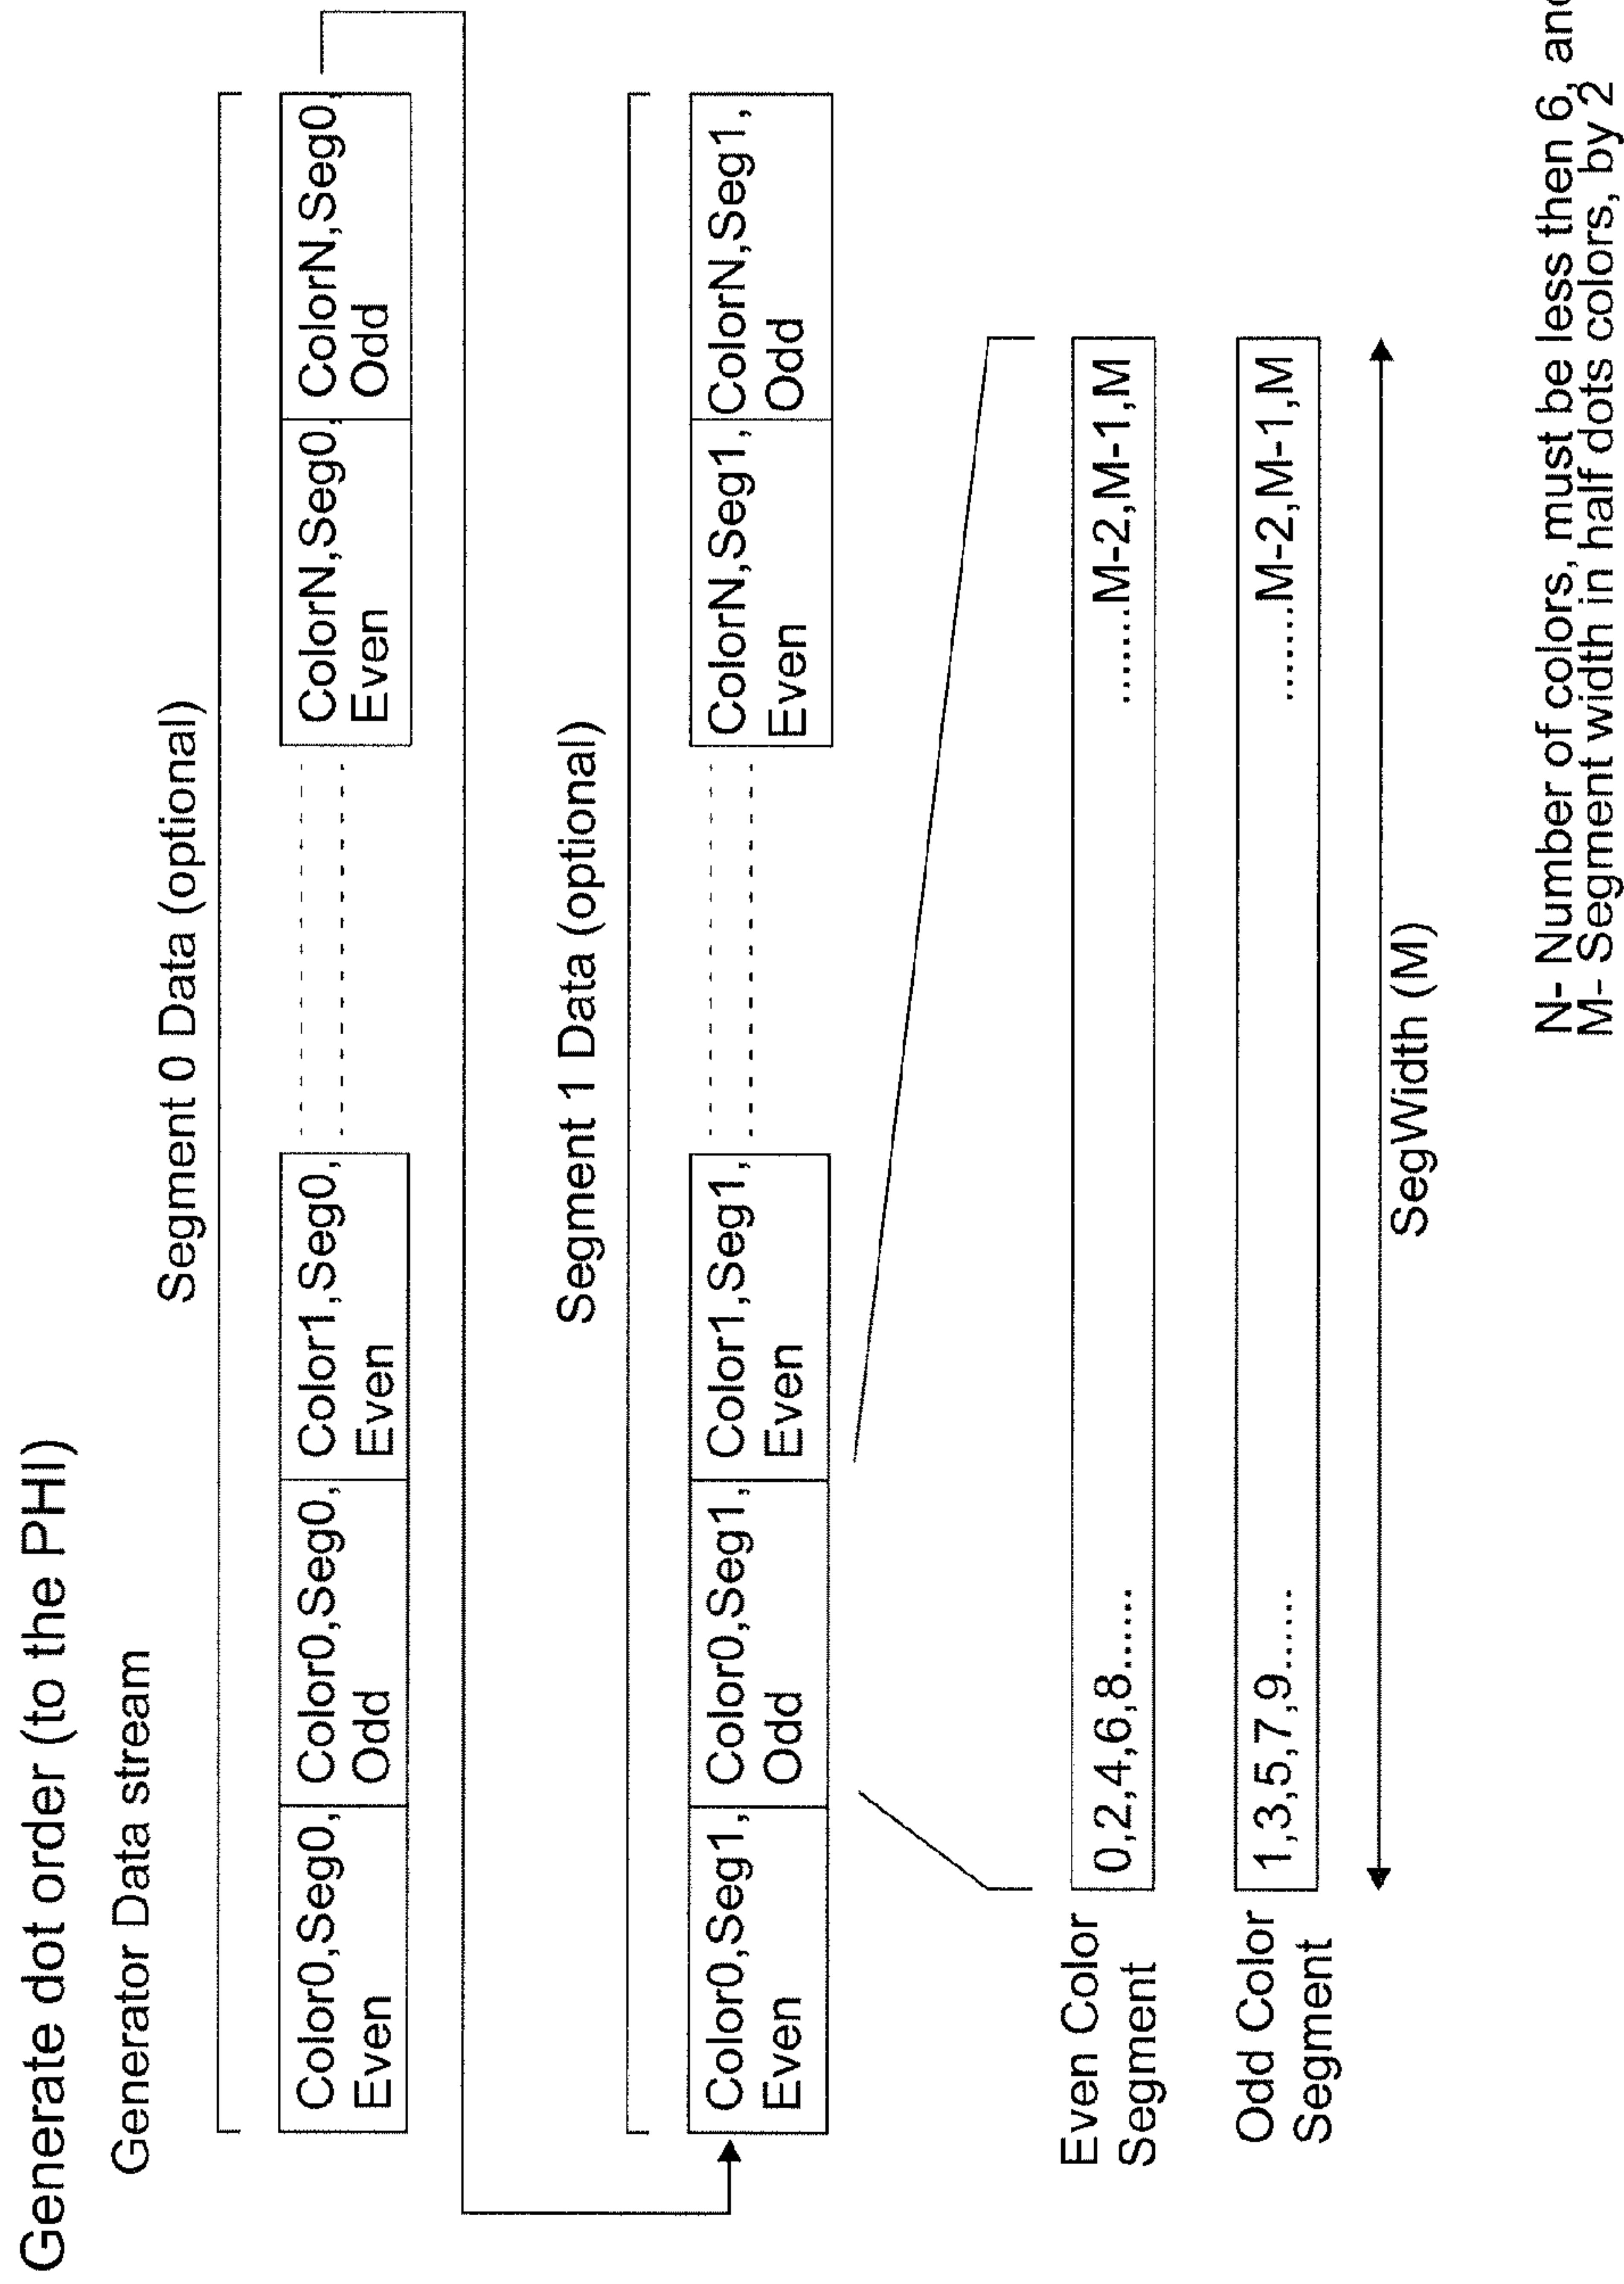 Generate dot order (to the PHI)
Generator Data stream
Segment 0 Data (optional)
Color0,Seg0,
Even
Color0,Seg0,
Odd
Color1,Seg0,
Even
ColorN,Seg0,
Even
ColorN,Seg0,
Odd
Segment 1 Data (optional)
Color0,Seg1,
Even
Color0,Seg1,
Odd
Color1,Seg1,
Even
ColorN,Seg1,
Even
ColorN,Seg1,
Odd
Even Color
Segment
0,2,4,6,8......
.......M-2,M-1,M
Odd Color
Segment
1,3,5,7,9......
.......M-2,M-1,M
SegWidth (M)
N- Number of colors, must be less then 6, and
M- Segment width in half dots colors, by 2